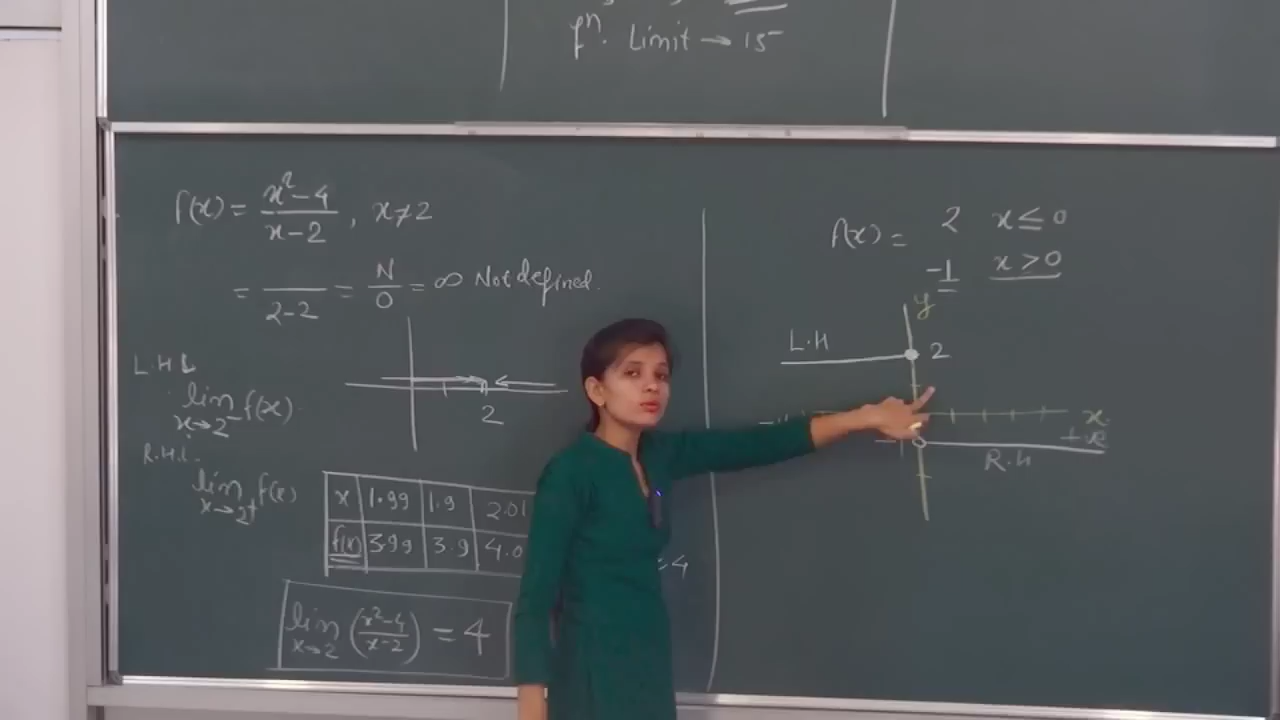 fⁿ. Limit → 15
f(x) = x²-4 / x-2 , x≠2
= / 2-2 = N/0 = ∞ Not defined.
L.H.L
lim x→2⁻ f(x).
R.H.L.
lim x→2⁺ f(x)
2
x 1.99 1.9 2.01
f(x) 3.99 3.9 4.0
=4
lim x→2 (x²-4 / x-2) = 4
f(x) = 2 x ≤ 0
-1 x > 0
y
L.H
2
x
+ve
R.H